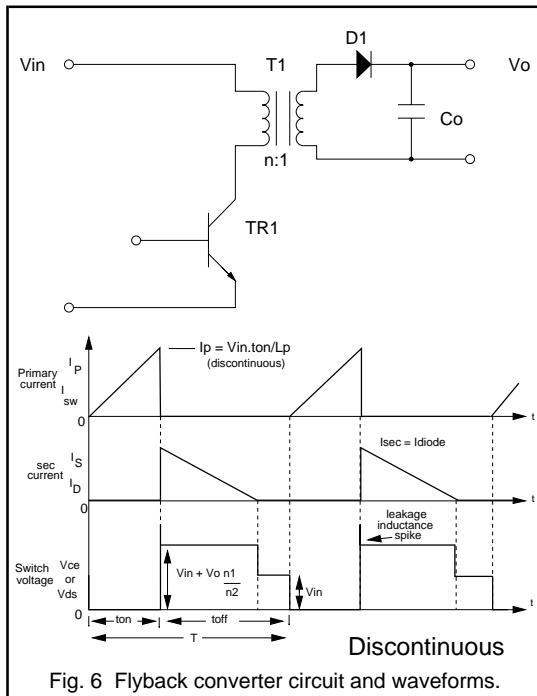 D1
Vin
T1
Vo
Co
n:1
TR1
Ip = Vin.ton/Lp
(discontinuous)
Primary
current
I P
I sw
0
t
Isec = Idiode
sec
current
I S
I D
0
t
leakage
inductance
spike
Switch
voltage
Vce
or
Vds
Vin + Vo n1
n2
Vin
0
t
ton
toff
T
Discontinuous
Fig. 6 Flyback converter circuit and waveforms.